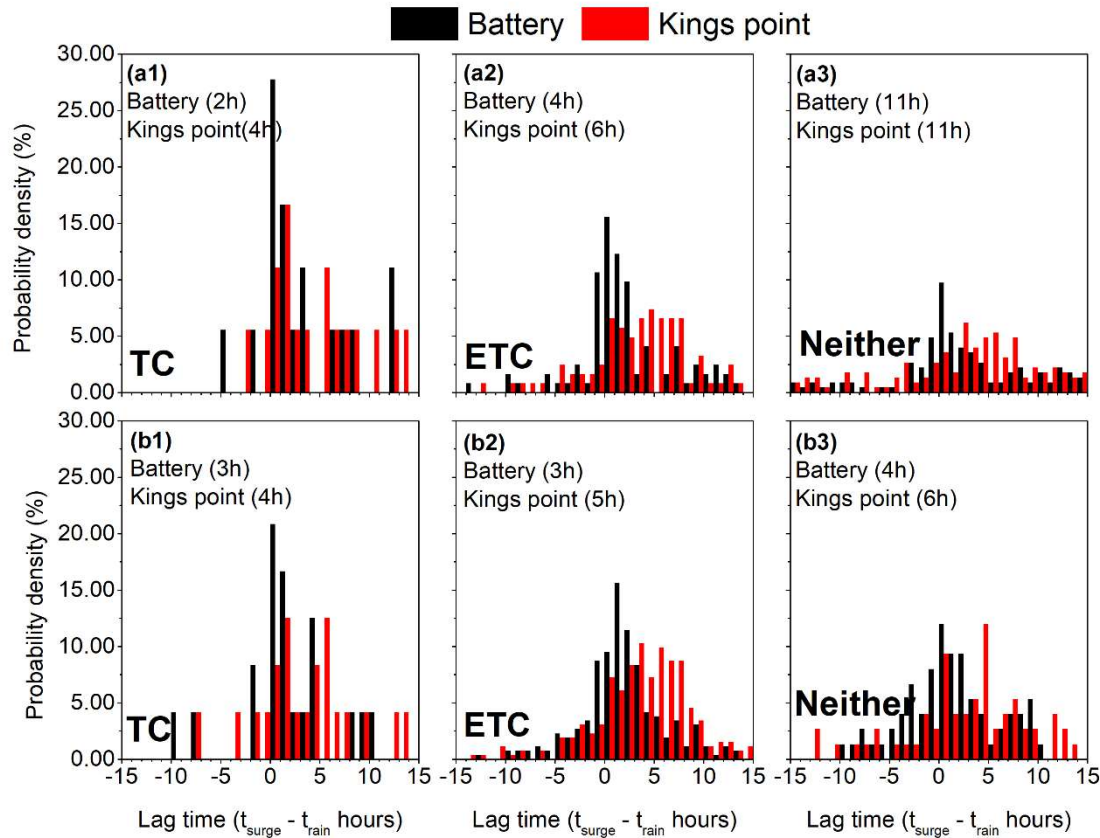 Battery Kings point
30.00
25.00
20.00
15.00
10.00
5.00
0.00
Probability density (%)
(a1)
Battery (2h)
Kings point(4h)
TC
(a2)
Battery (4h)
Kings point (6h)
ETC
(a3)
Battery (11h)
Kings point (11h)
Neither
30.00
25.00
20.00
15.00
10.00
5.00
0.00
Probability density (%)
(b1)
Battery (3h)
Kings point (4h)
TC
(b2)
Battery (3h)
Kings point (5h)
ETC
(b3)
Battery (4h)
Kings point (6h)
Neither
-15 -10 -5 0 5 10 15
-15 -10 -5 0 5 10 15
-15 -10 -5 0 5 10 15
Lag time (tsurge - train hours)
Lag time (tsurge - train hours)
Lag time (tsurge - train hours)